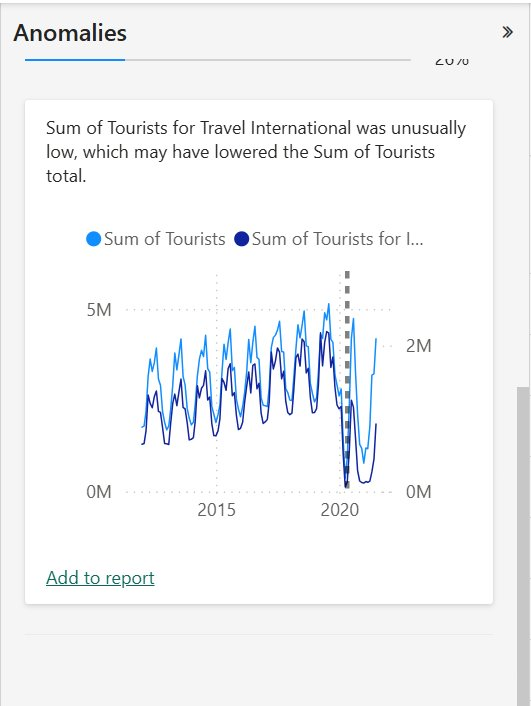 Anomalies
26%
Sum of Tourists for Travel International was unusually
low, which may have lowered the Sum of Tourists
total.
Sum of Tourists Sum of Tourists for I...
5M
2M
0M 0M
2015 2020
Add to report